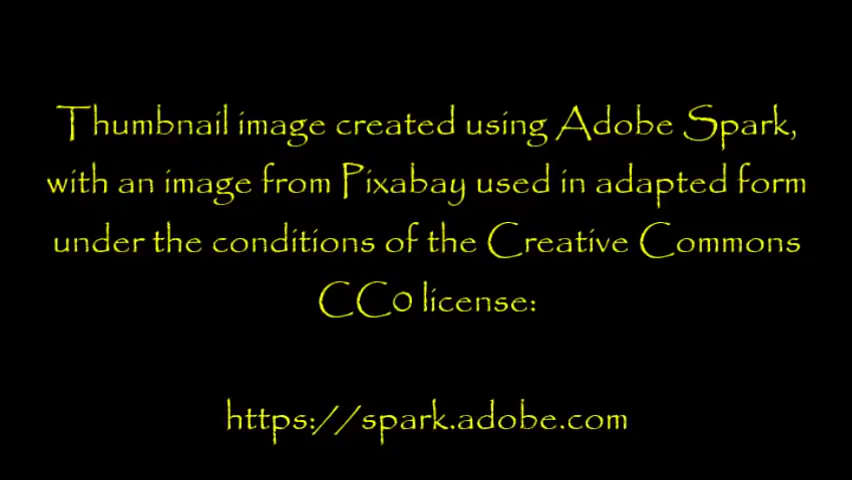 Thumbnail image created using Adobe Spark,
with an image from Pixabay used in adapted form
under the conditions of the Creative Commons
CC0 license:
https://spark.adobe.com